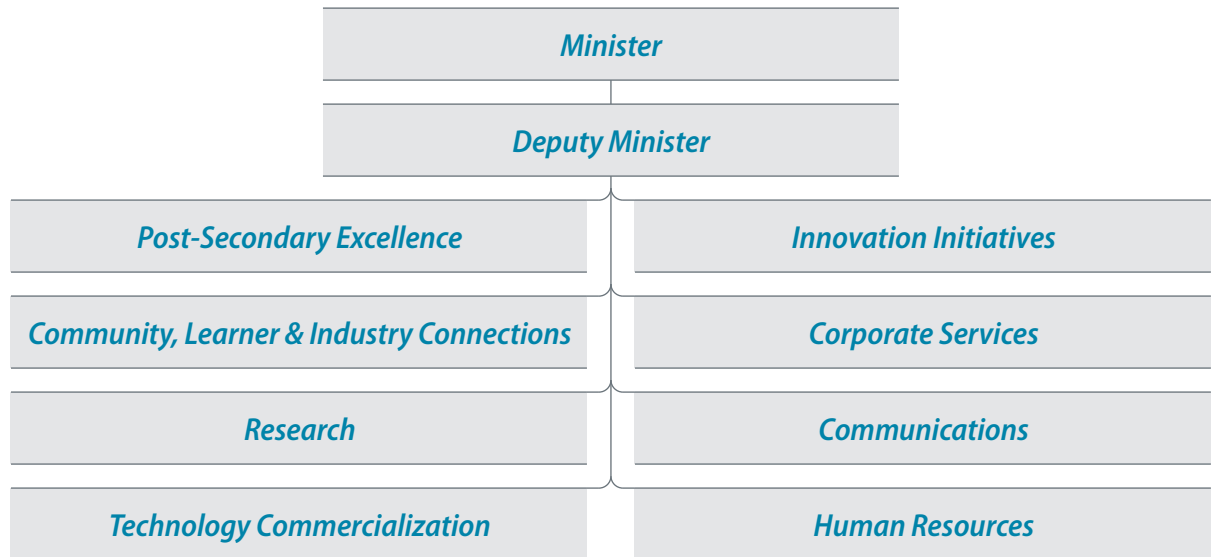 Minister
Deputy Minister
Post-Secondary Excellence
Innovation Initiatives
Community, Learner & Industry Connections
Corporate Services
Research
Communications
Technology Commercialization
Human Resources